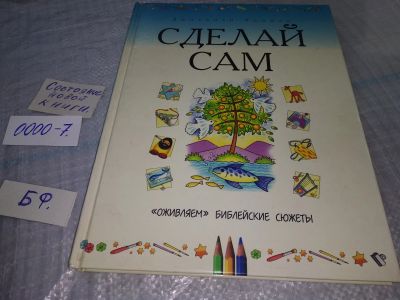 СДЕЛАЙ
САМ
«ОЖИВЛЯЕМ» БИБЛЕЙСКИЕ СЮЖЕТЫ
Состояние
новой
книги.
0000-7.
БФ.